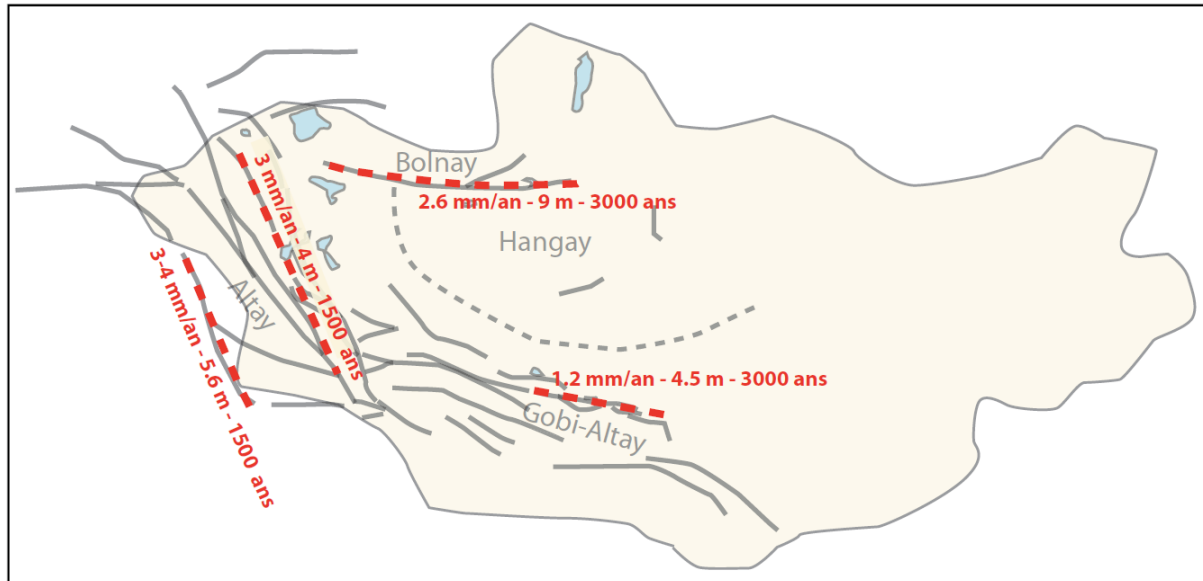 Bolnay
2.6 mm/an - 9 m - 3000 ans
Hangay
3 mm/an - 4 m - 1500 ans
Altay
3-4 mm/an - 5.6 m - 1500 ans
1.2 mm/an - 4.5 m - 3000 ans
Gobi-Altay